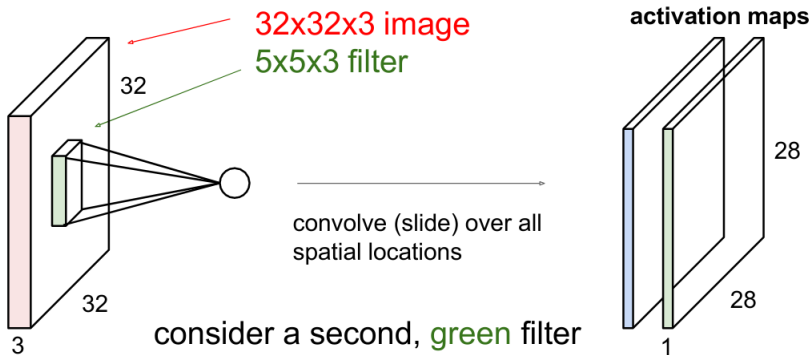 32x32x3 image
5x5x3 filter
32
32
3
convolve (slide) over all
spatial locations
activation maps
28
28
1
consider a second, green filter